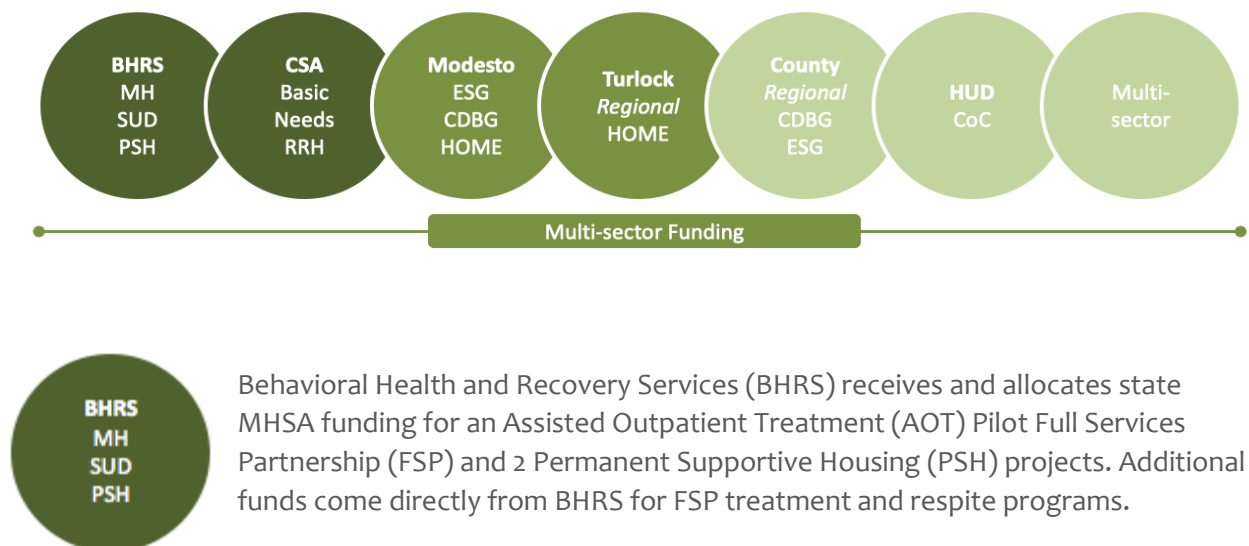 BHRS
MH
SUD
PSH
CSA
Basic
Needs
RRH
Modesto
ESG
CDBG
HOME
Turlock
Regional
HOME
County
Regional
CDBG
ESG
HUD
CoC
Multi-
sector
Multi-sector Funding
BHRS
MH
SUD
PSH
Behavioral Health and Recovery Services (BHRS) receives and allocates state
MHSA funding for an Assisted Outpatient Treatment (AOT) Pilot Full Services
Partnership (FSP) and 2 Permanent Supportive Housing (PSH) projects. Additional
funds come directly from BHRS for FSP treatment and respite programs.